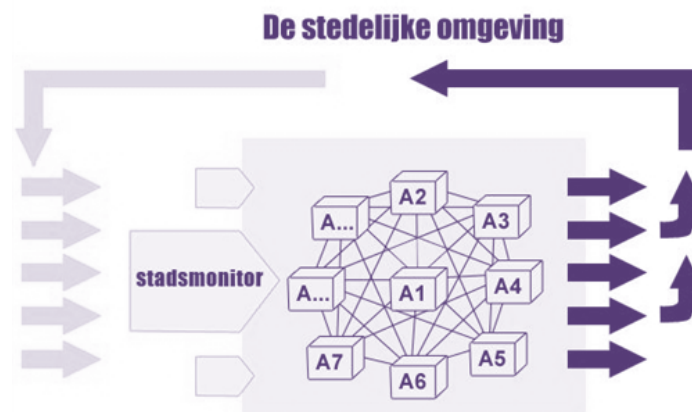 De stedelijke omgeving
A2
A...
A3
stadsmonitor
A...
A1
A4
A7
A6
A5